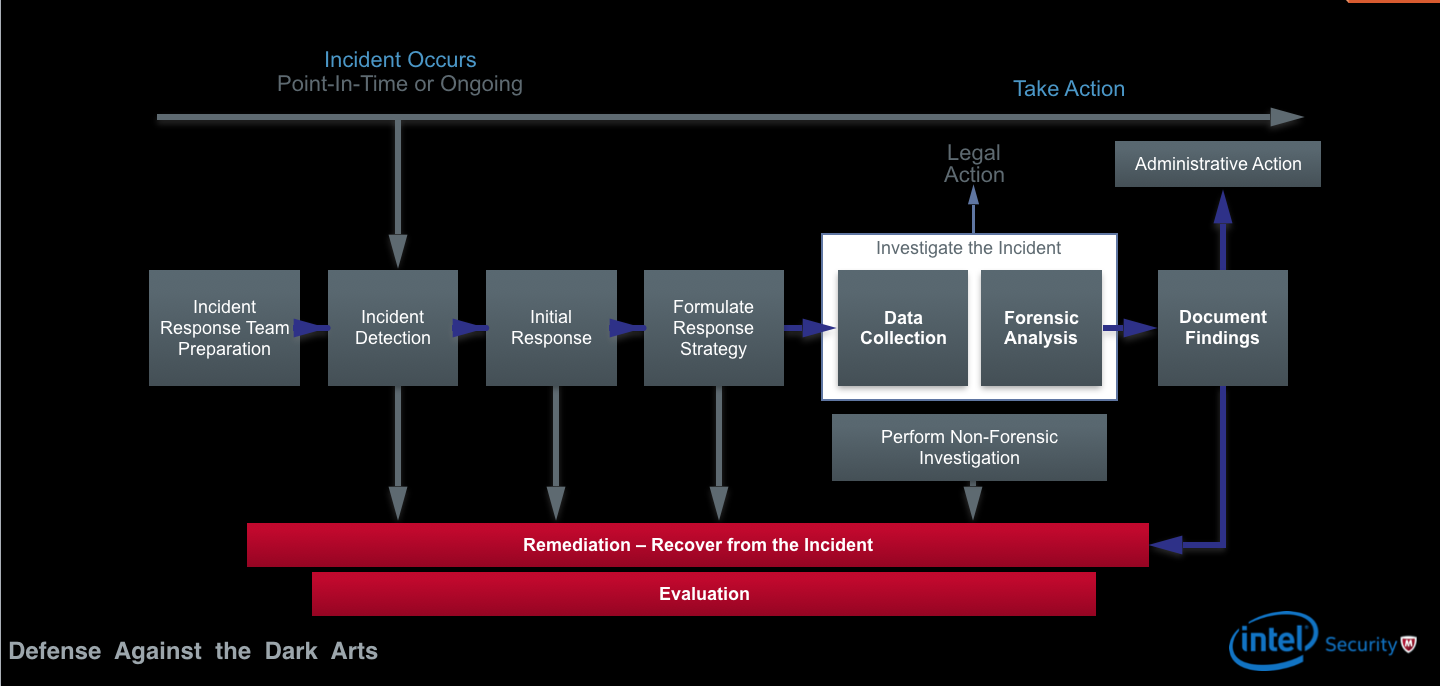 Incident Occurs
Point-In-Time or Ongoing
Take Action
Legal
Action
Administrative Action
Investigate the Incident
Incident
Response Team
Preparation
Incident
Detection
Initial
Response
Formulate
Response
Strategy
Data
Collection
Forensic
Analysis
Document
Findings
Perform Non-Forensic
Investigation
Remediation – Recover from the Incident
Evaluation
Defense Against the Dark Arts
intel Security